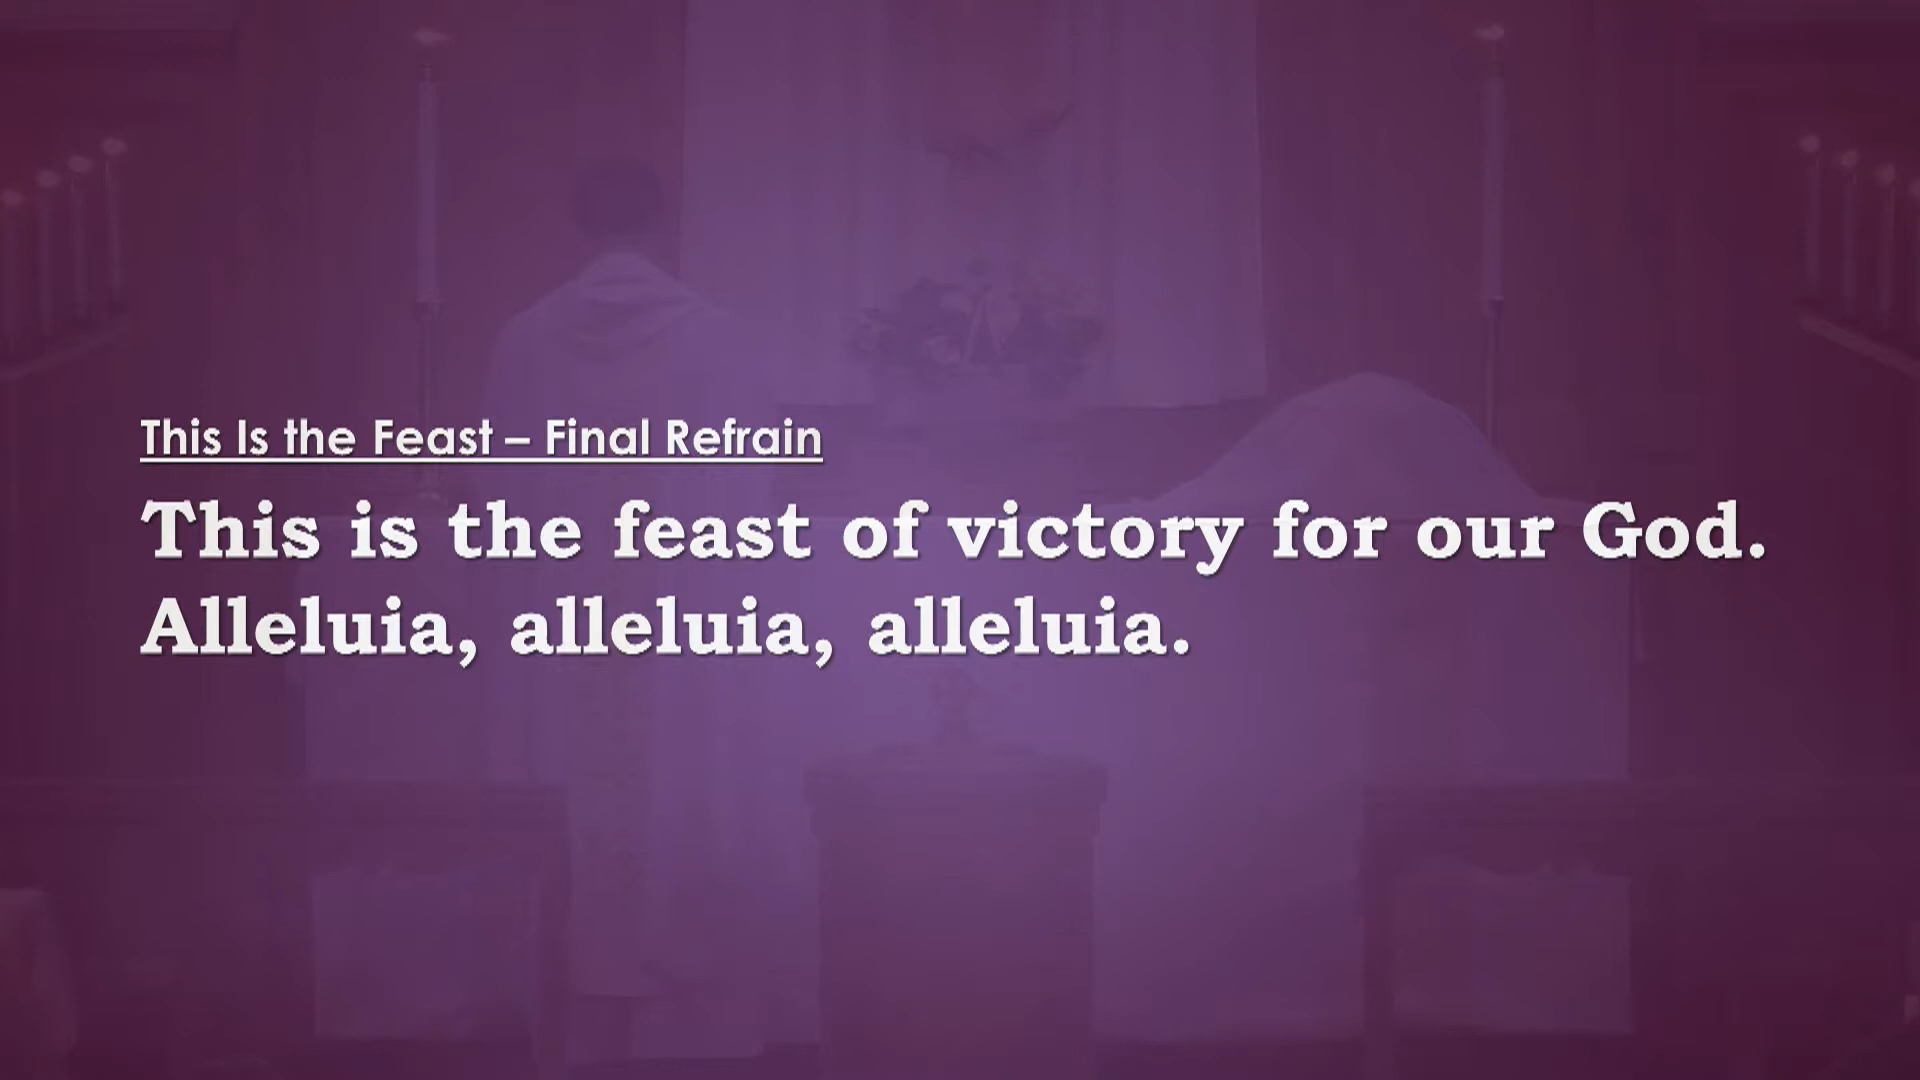 This Is the Feast – Final Refrain
This is the feast of victory for our God.
Alleluia, alleluia, alleluia.